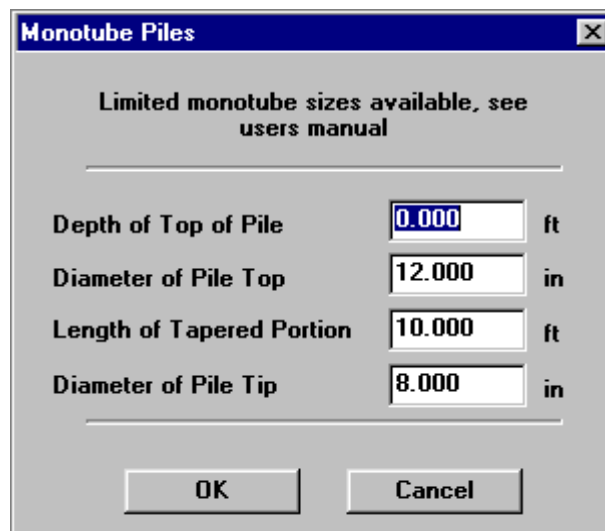 Monotube Piles
Limited monotube sizes available, see
users manual
Depth of Top of Pile 0.000 ft
Diameter of Pile Top 12.000 in
Length of Tapered Portion 10.000 ft
Diameter of Pile Tip 8.000 in
OK Cancel